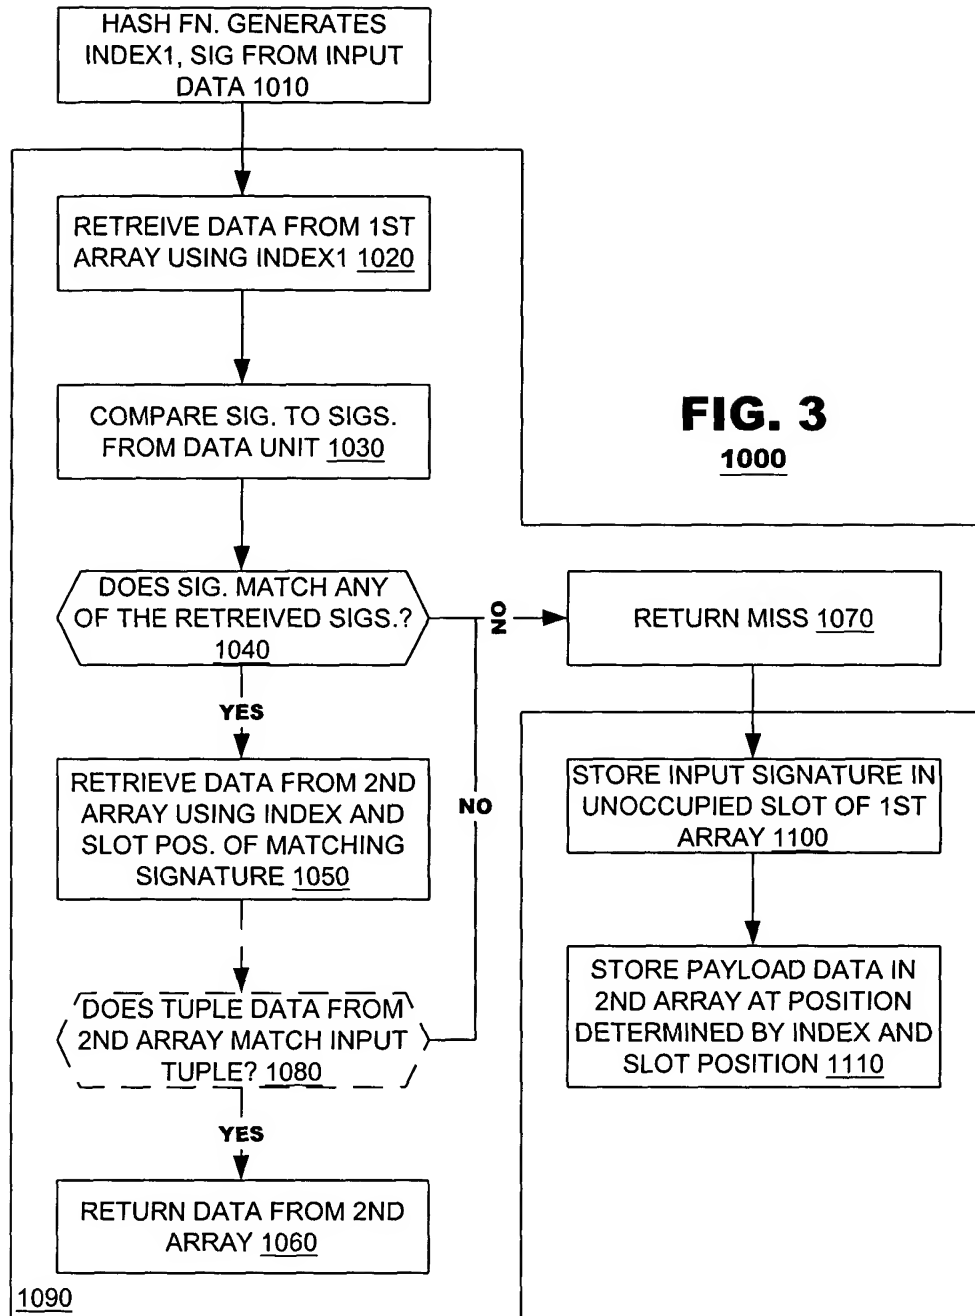 HASH FN. GENERATES
INDEX1, SIG FROM INPUT
DATA 1010
RETREIVE DATA FROM 1ST
ARRAY USING INDEX1 1020
COMPARE SIG. TO SIGS.
FROM DATA UNIT 1030
FIG. 3
1000
DOES SIG. MATCH ANY
OF THE RETREIVED SIGS.?
1040
NO
RETURN MISS 1070
YES
RETRIEVE DATA FROM 2ND
ARRAY USING INDEX AND
SLOT POS. OF MATCHING
SIGNATURE 1050
NO
STORE INPUT SIGNATURE IN
UNOCCUPIED SLOT OF 1ST
ARRAY 1100
DOES TUPLE DATA FROM
2ND ARRAY MATCH INPUT
TUPLE? 1080
STORE PAYLOAD DATA IN
2ND ARRAY AT POSITION
DETERMINED BY INDEX AND
SLOT POSITION 1110
YES
RETURN DATA FROM 2ND
ARRAY 1060
1090